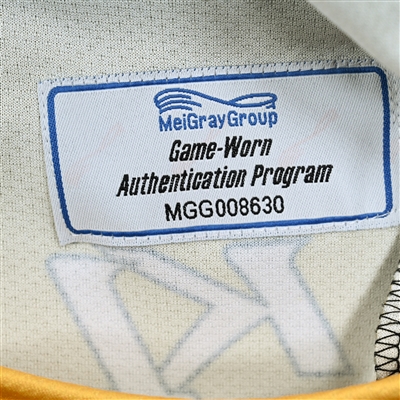 MeiGrayGroup
Game-Worn
Authentication Program
MGG008630